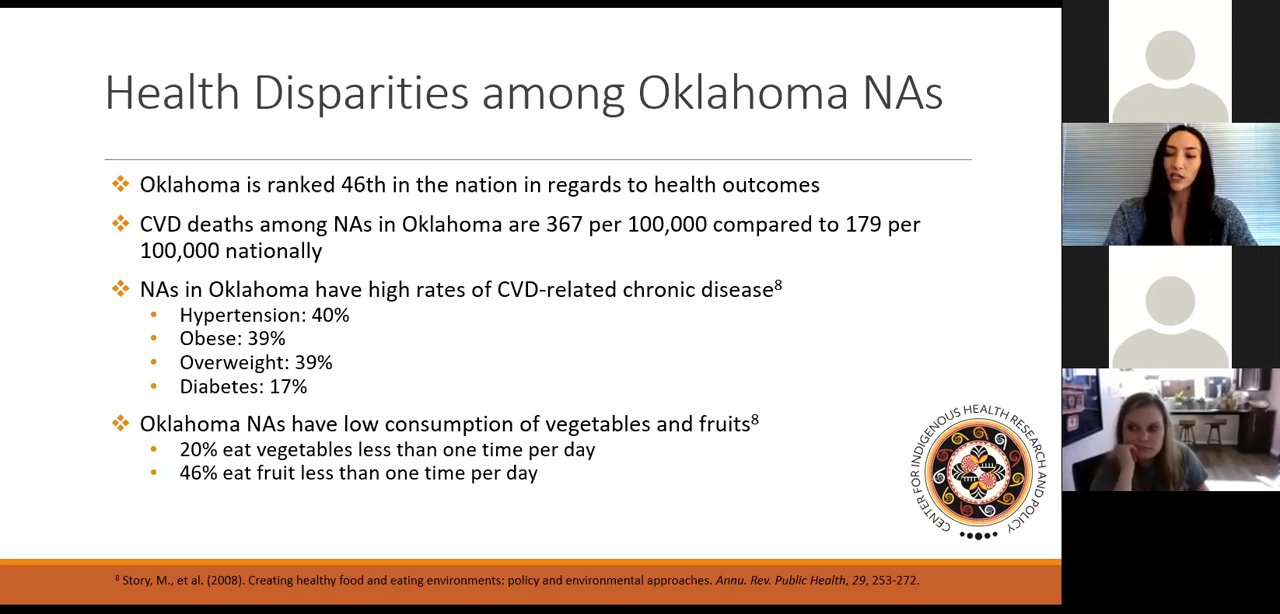 Health Disparities among Oklahoma NAs
❖ Oklahoma is ranked 46th in the nation in regards to health outcomes
❖ CVD deaths among NAs in Oklahoma are 367 per 100,000 compared to 179 per
100,000 nationally
❖ NAs in Oklahoma have high rates of CVD-related chronic disease⁸
• Hypertension: 40%
• Obese: 39%
• Overweight: 39%
• Diabetes: 17%
❖ Oklahoma NAs have low consumption of vegetables and fruits⁸
• 20% eat vegetables less than one time per day
• 46% eat fruit less than one time per day
CENTER FOR INDIGENOUS HEALTH RESEARCH AND POLICY
⁸ Story, M., et al. (2008). Creating healthy food and eating environments: policy and environmental approaches. Annu. Rev. Public Health, 29, 253-272.